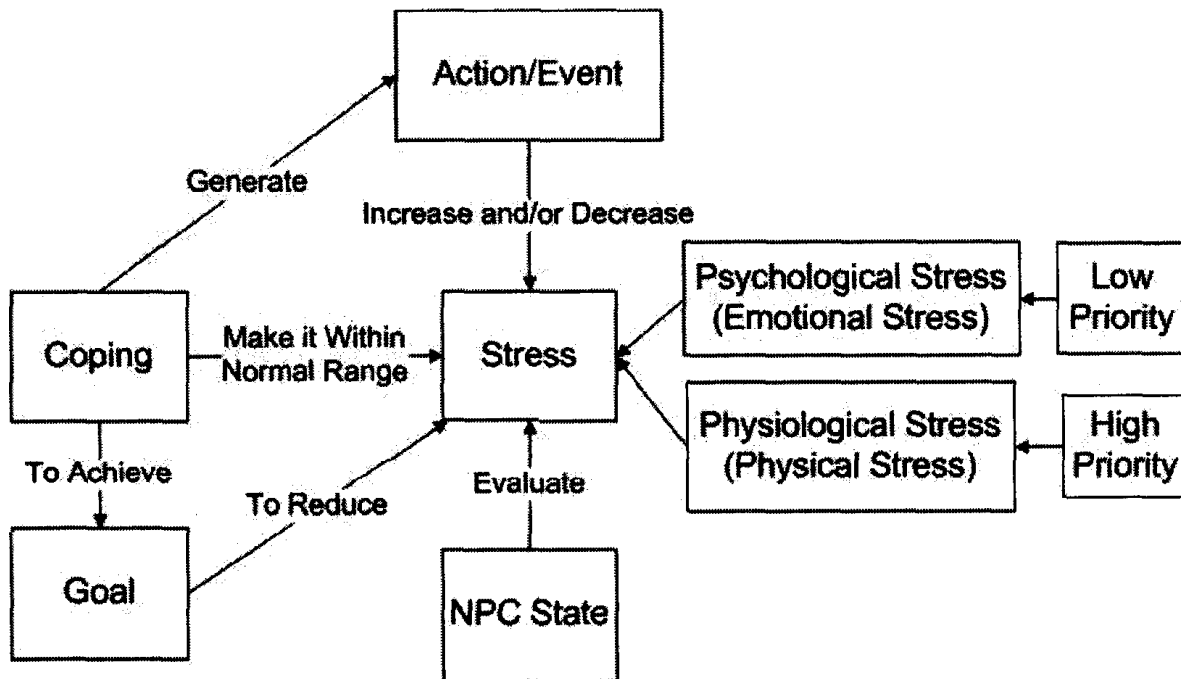 Action/Event
Generate
Increase and/or Decrease
Psychological Stress
(Emotional Stress)
Low
Priority
Coping
Make it Within
Normal Range
Stress
Physiological Stress
(Physical Stress)
High
Priority
To Achieve
To Reduce
Evaluate
Goal
NPC State